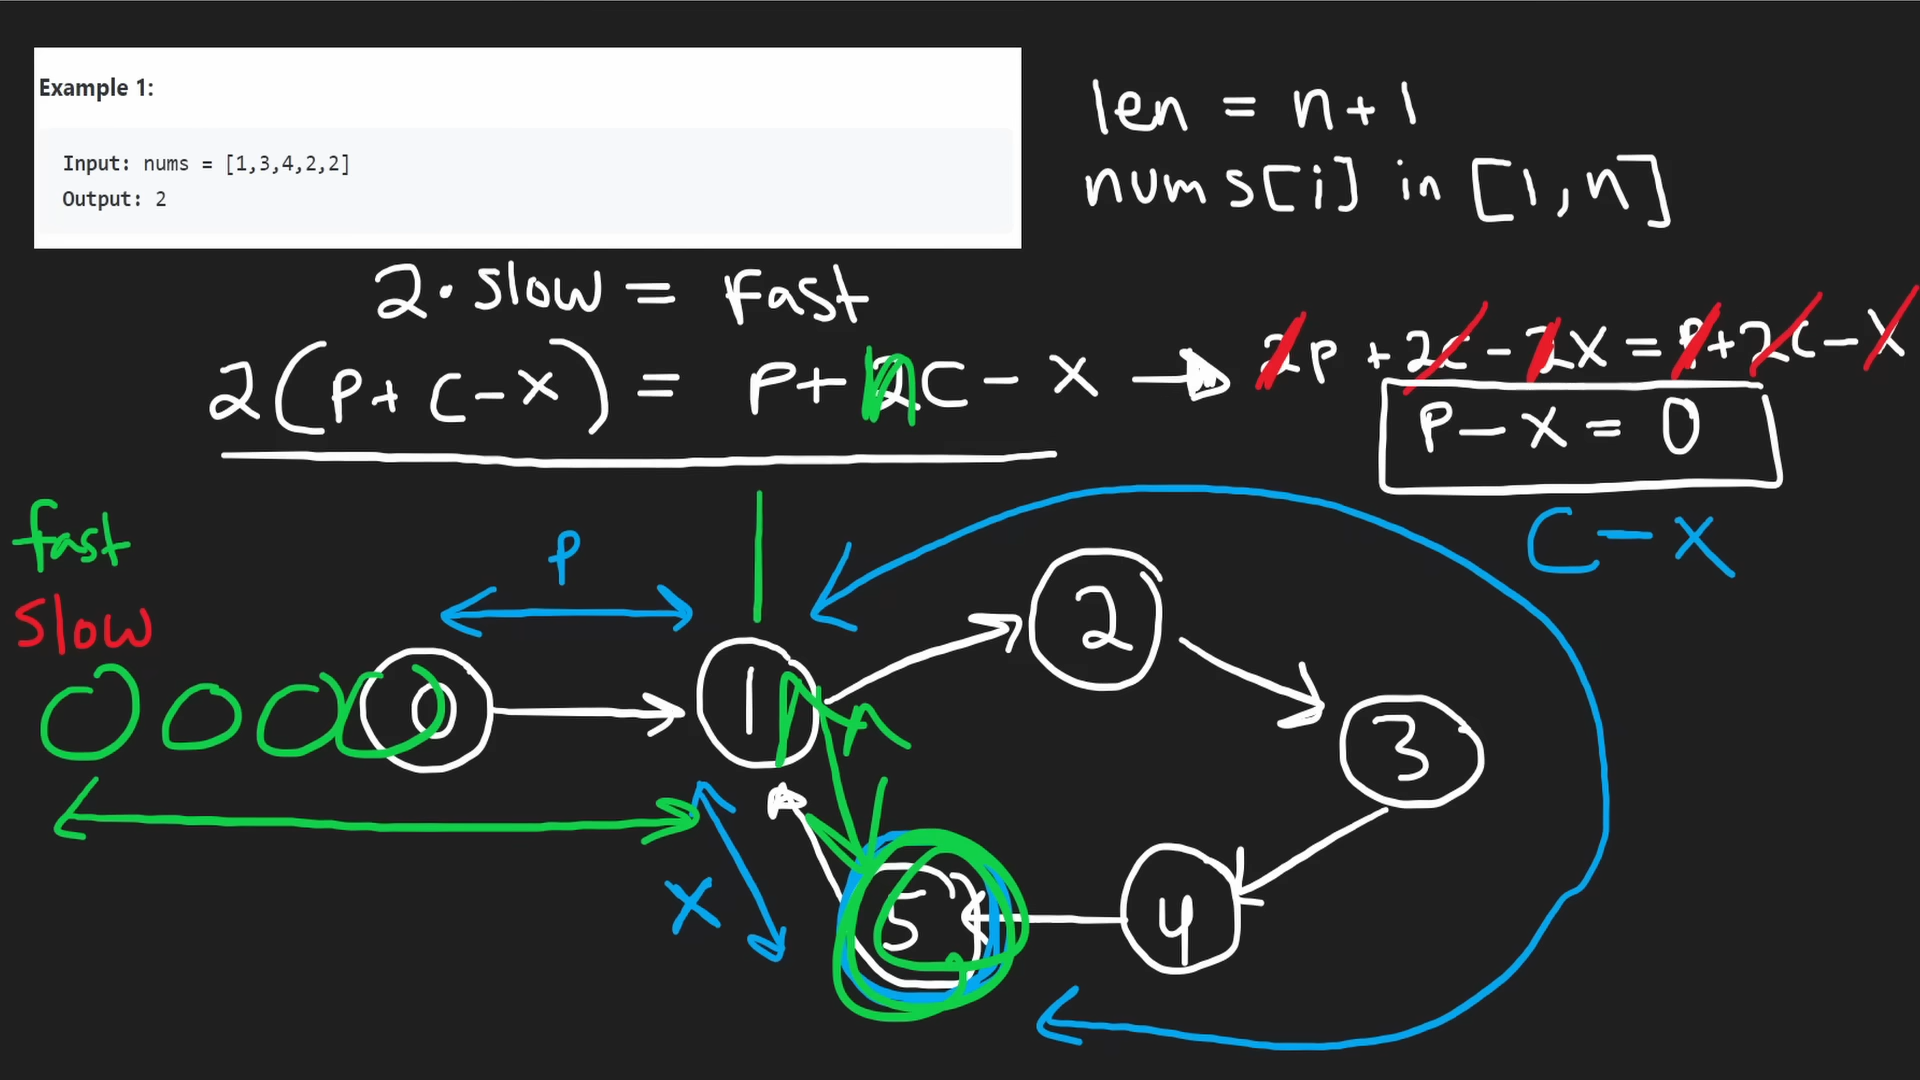 Example 1:
Input: nums = [1,3,4,2,2]
Output: 2
len = n+1
nums[i] in [1,n]
2·slow = Fast
2(P+C-X) = P+2C-X →
n
2P+2C-2X=P+2C-X
P-X=0
C-X
fast
slow
P
0
1
2
3
4
5
X